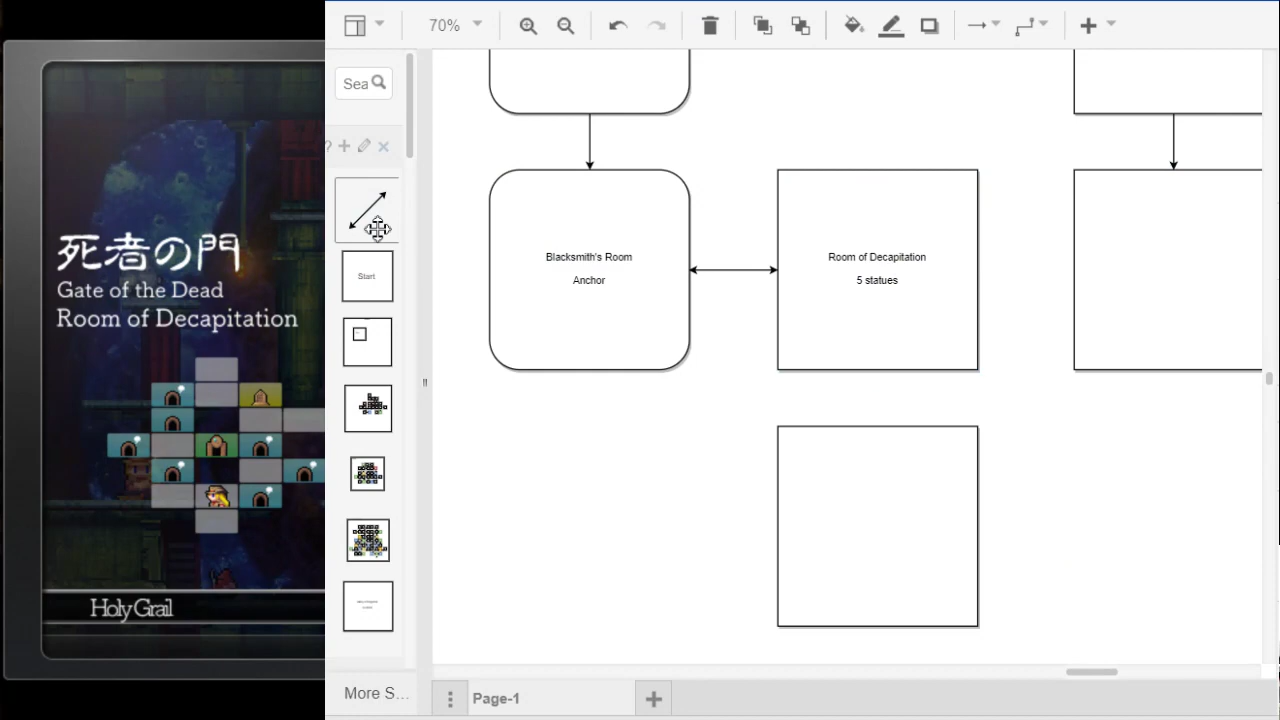 70%
Sea
死者の門
Gate of the Dead
Room of Decapitation
Start
Blacksmith's Room
Anchor
Room of Decapitation
5 statues
Holy Grail
More S...
Page-1